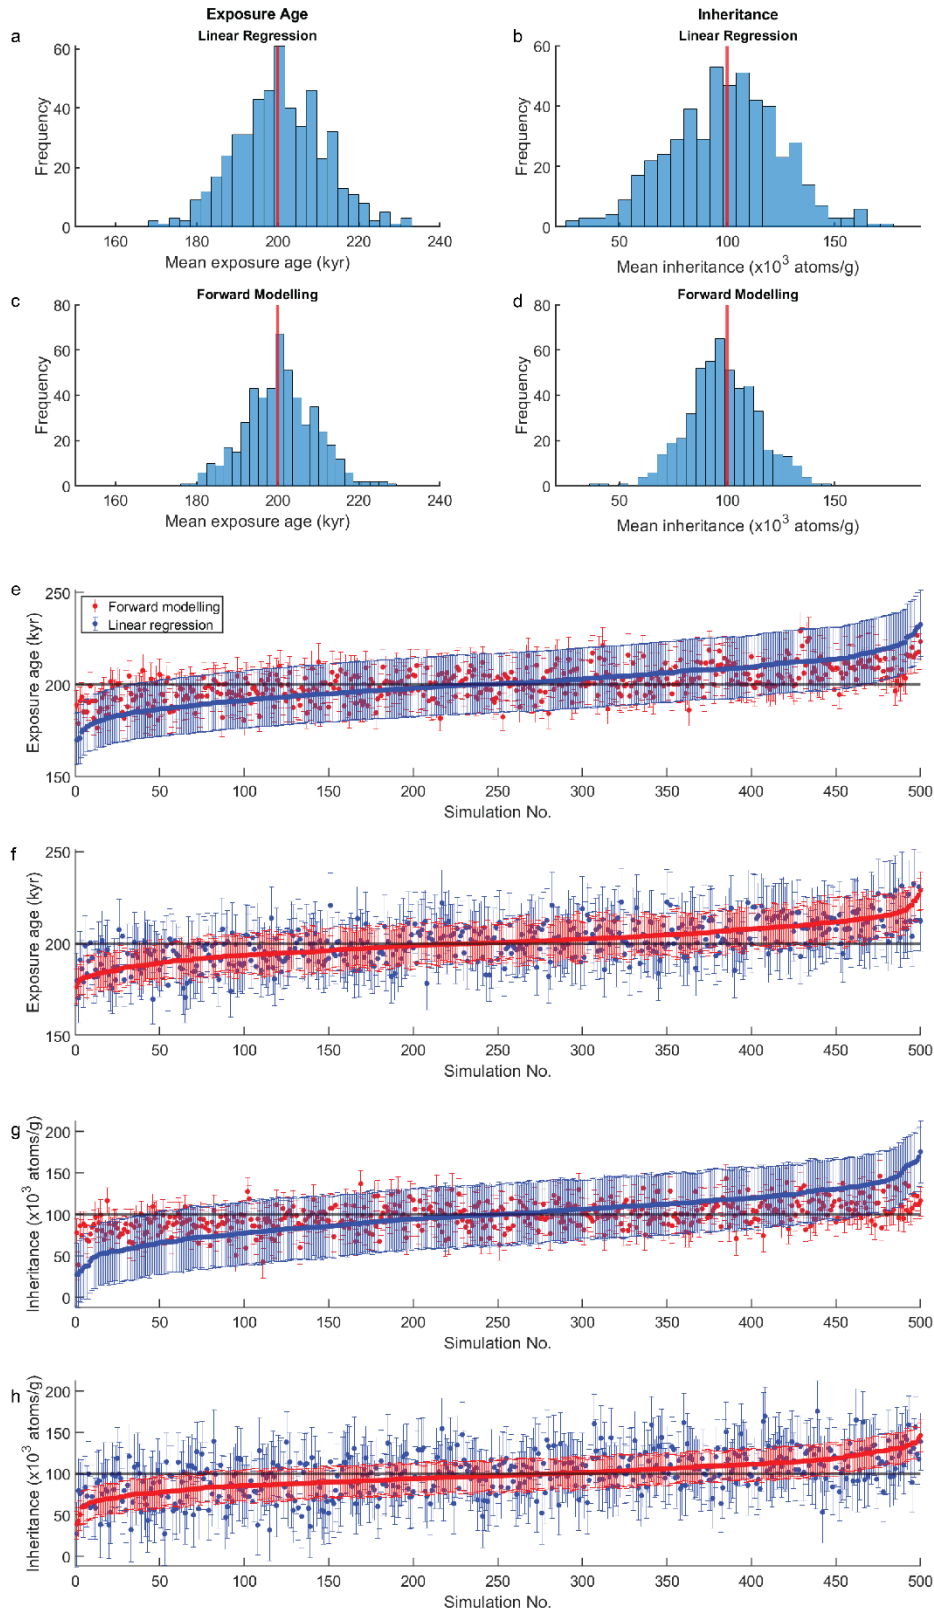 Exposure Age
Inheritance
a
Linear Regression
b
Linear Regression
60
40
20
0
Frequency
160
180
200
220
240
Mean exposure age (kyr)
60
40
20
0
Frequency
50
100
150
Mean inheritance (x10³ atoms/g)
c
Forward Modelling
d
Forward Modelling
80
60
40
20
0
Frequency
160
180
200
220
240
Mean exposure age (kyr)
80
60
40
20
0
Frequency
50
100
150
Mean inheritance (x10³ atoms/g)
e
250
200
150
Exposure age (kyr)
Forward modelling
Linear regression
0
50
100
150
200
250
300
350
400
450
500
Simulation No.
f
250
200
150
Exposure age (kyr)
0
50
100
150
200
250
300
350
400
450
500
Simulation No.
g
200
150
100
50
0
Inheritance (x10³ atoms/g)
0
50
100
150
200
250
300
350
400
450
500
Simulation No.
h
200
150
100
50
0
Inheritance (x10³ atoms/g)
0
50
100
150
200
250
300
350
400
450
500
Simulation No.